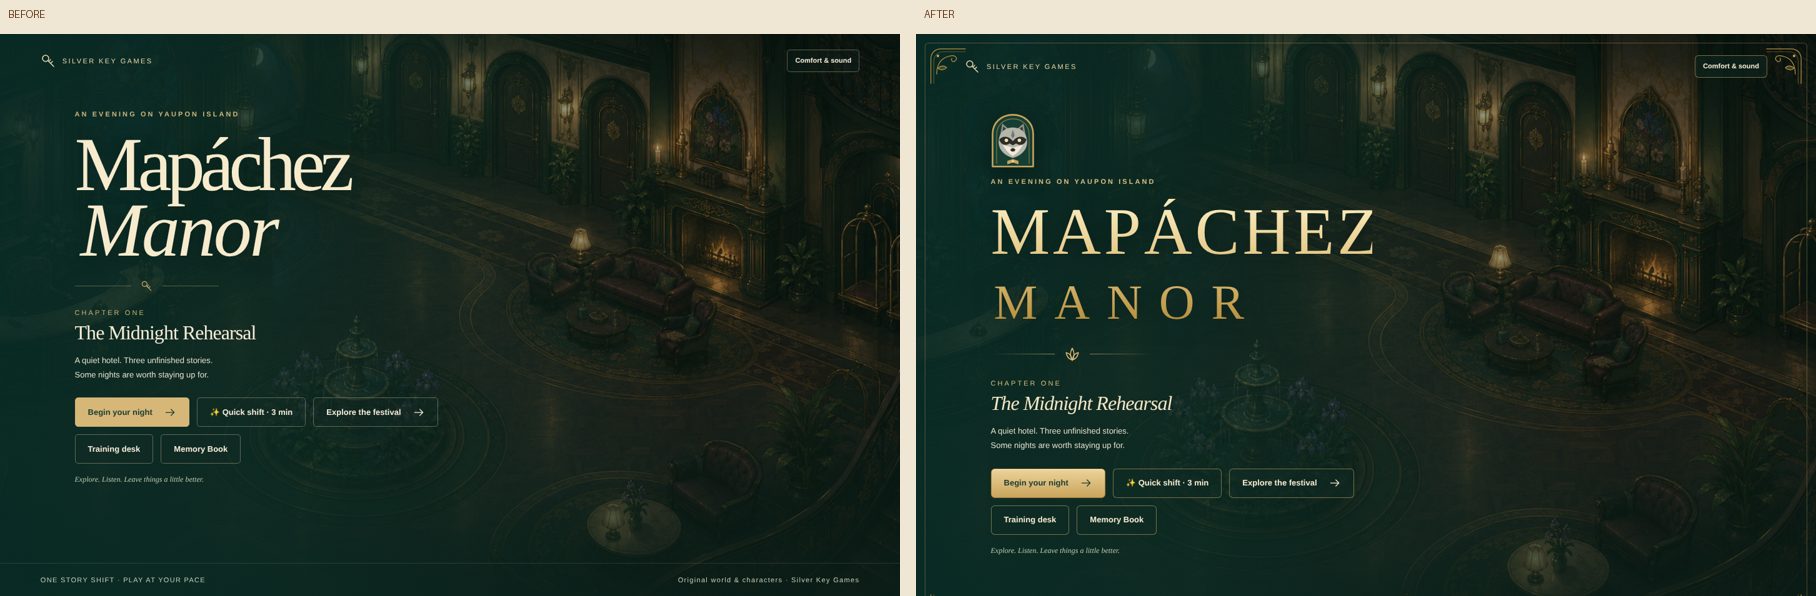 BEFORE
SILVER KEY GAMES
Comfort & sound
AN EVENING ON YAUPON ISLAND
Mapáchez
Manor
CHAPTER ONE
The Midnight Rehearsal
A quiet hotel. Three unfinished stories.
Some nights are worth staying up for.
Begin your night → ✨ Quick shift · 3 min Explore the festival →
Training desk Memory Book
Explore. Listen. Leave things a little better.
ONE STORY SHIFT · PLAY AT YOUR PACE
Original world & characters · Silver Key Games
AFTER
SILVER KEY GAMES
Comfort & sound
AN EVENING ON YAUPON ISLAND
MAPÁCHEZ
MANOR
CHAPTER ONE
The Midnight Rehearsal
A quiet hotel. Three unfinished stories.
Some nights are worth staying up for.
Begin your night → ✨ Quick shift · 3 min Explore the festival →
Training desk Memory Book
Explore. Listen. Leave things a little better.